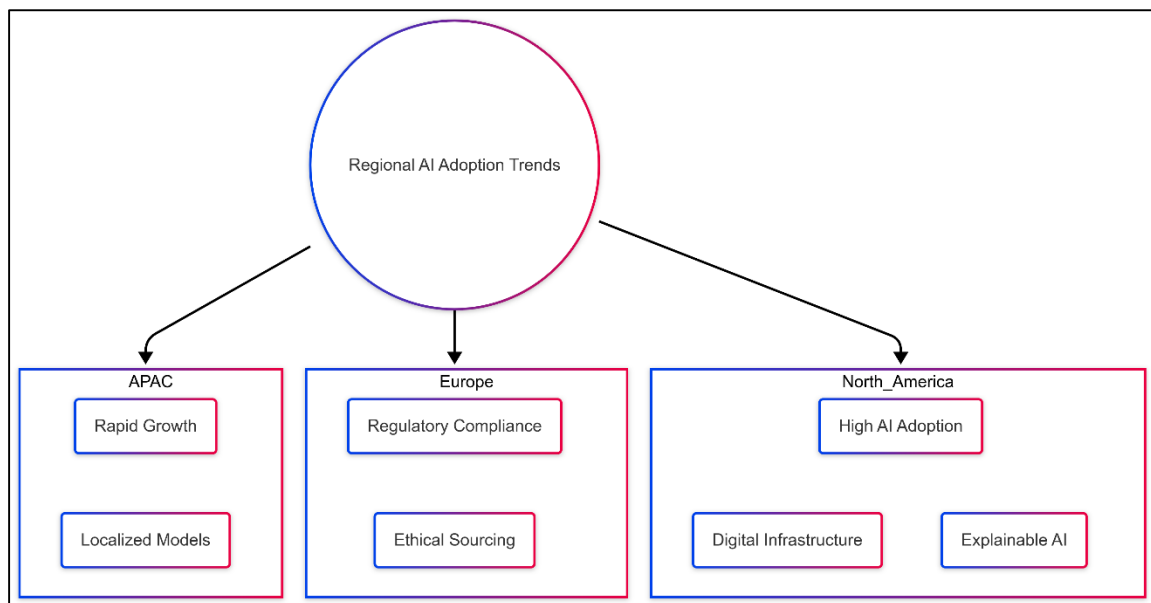 Regional AI Adoption Trends
APAC
Rapid Growth
Localized Models
Europe
Regulatory Compliance
Ethical Sourcing
North_America
High AI Adoption
Digital Infrastructure
Explainable AI